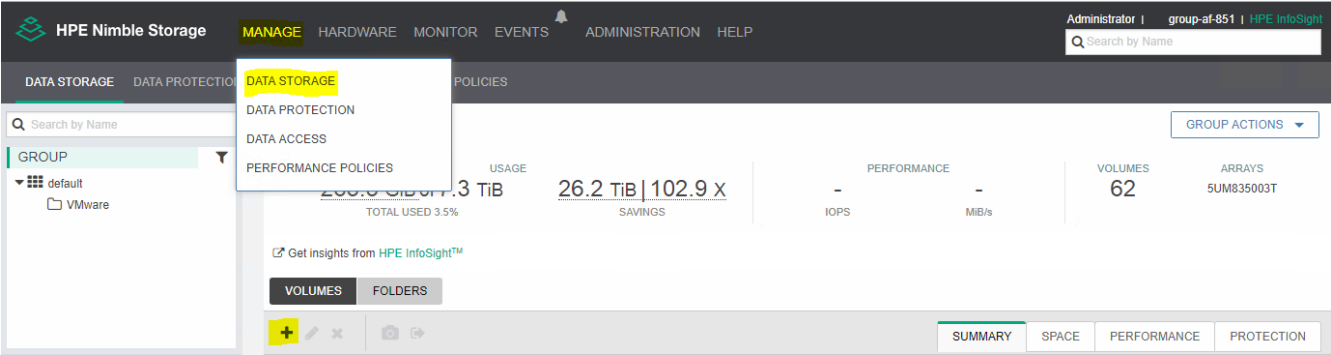 HPE Nimble Storage
MANAGE HARDWARE MONITOR EVENTS ADMINISTRATION HELP
Administrator | group-af-851 | HPE InfoSight
Search by Name
DATA STORAGE DATA PROTECTION POLICIES
DATA STORAGE
DATA PROTECTION
DATA ACCESS
PERFORMANCE POLICIES
Search by Name
GROUP
default
VMware
GROUP ACTIONS
USAGE
.3 TiB
TOTAL USED 3.5%
26.2 TiB | 102.9 X
SAVINGS
PERFORMANCE
- -
IOPS MiB/s
VOLUMES
62
ARRAYS
5UM835003T
Get insights from HPE InfoSight™
VOLUMES FOLDERS
SUMMARY SPACE PERFORMANCE PROTECTION